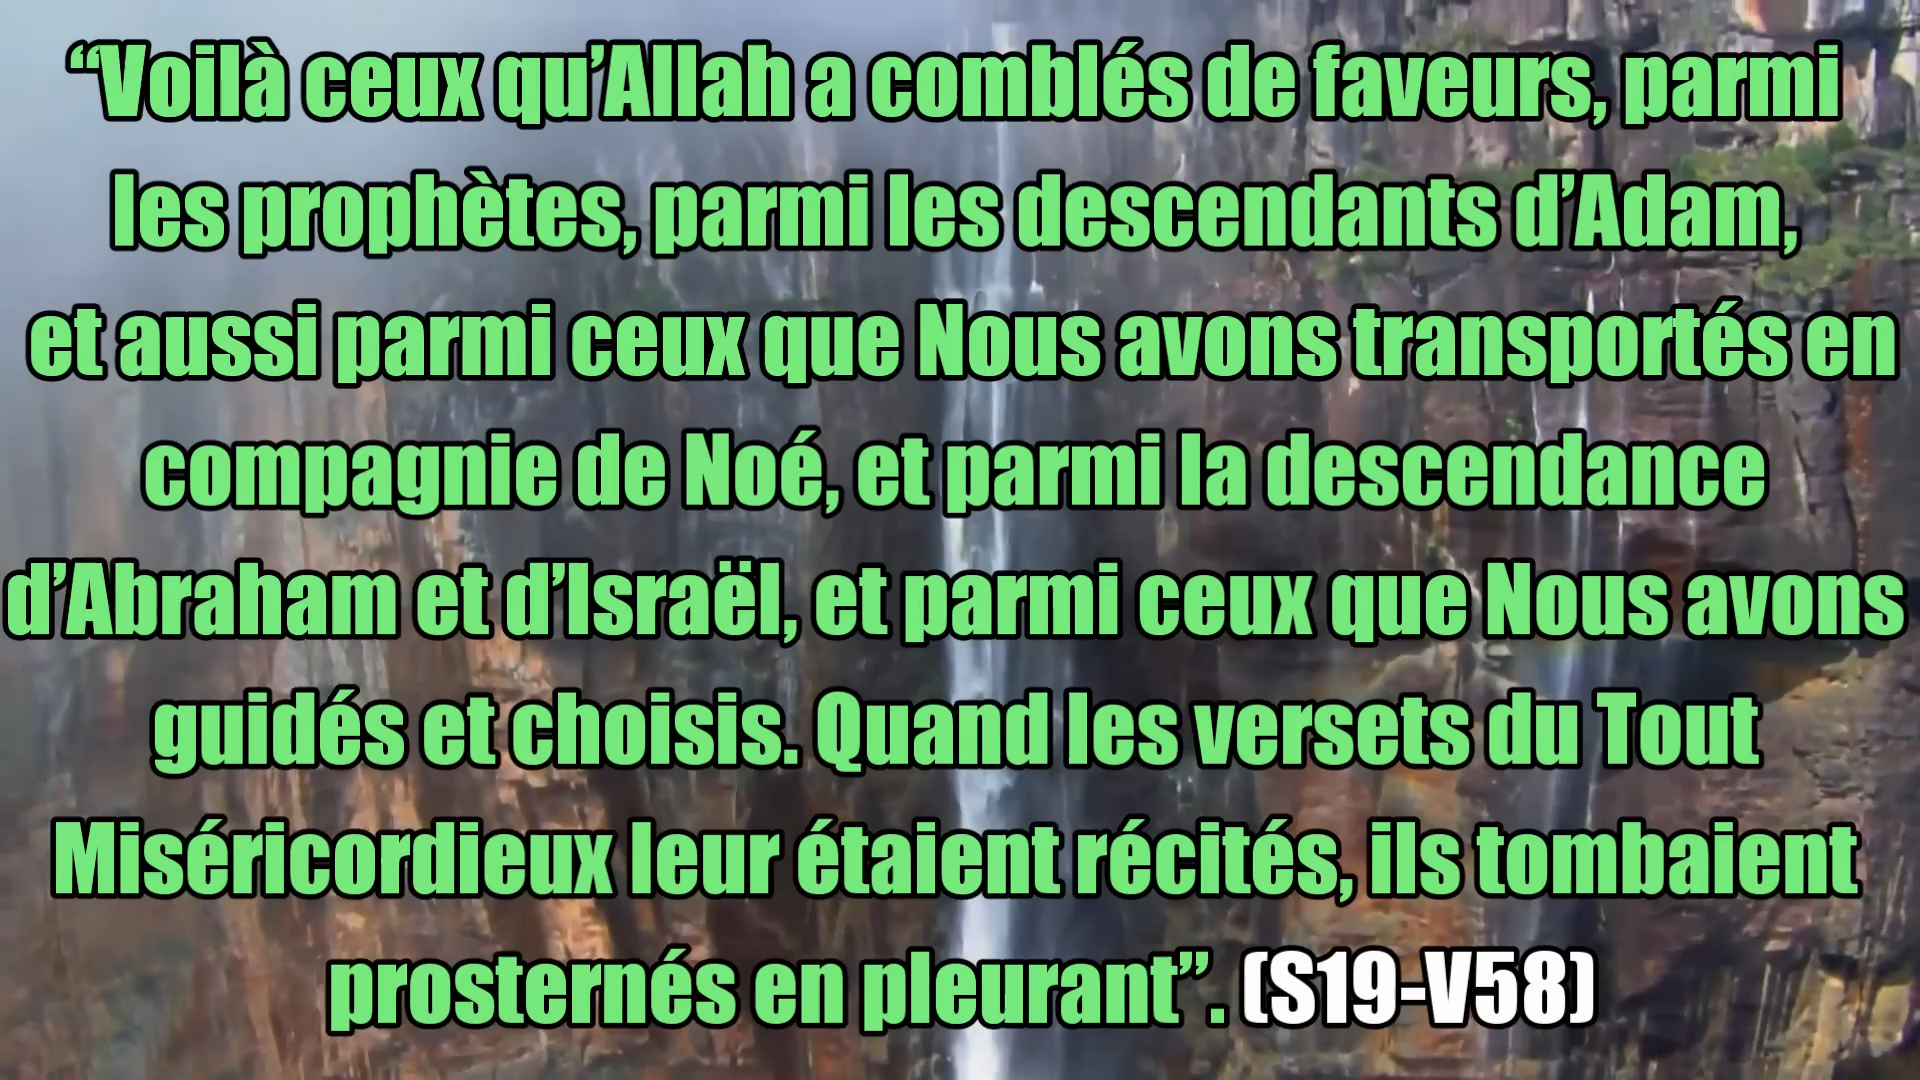 “Voilà ceux qu’Allah a comblés de faveurs, parmi
les prophètes, parmi les descendants d’Adam,
et aussi parmi ceux que Nous avons transportés en
compagnie de Noé, et parmi la descendance
d’Abraham et d’Israël, et parmi ceux que Nous avons
guidés et choisis. Quand les versets du Tout
Miséricordieux leur étaient récités, ils tombaient
prosternés en pleurant”. (S19-V58)